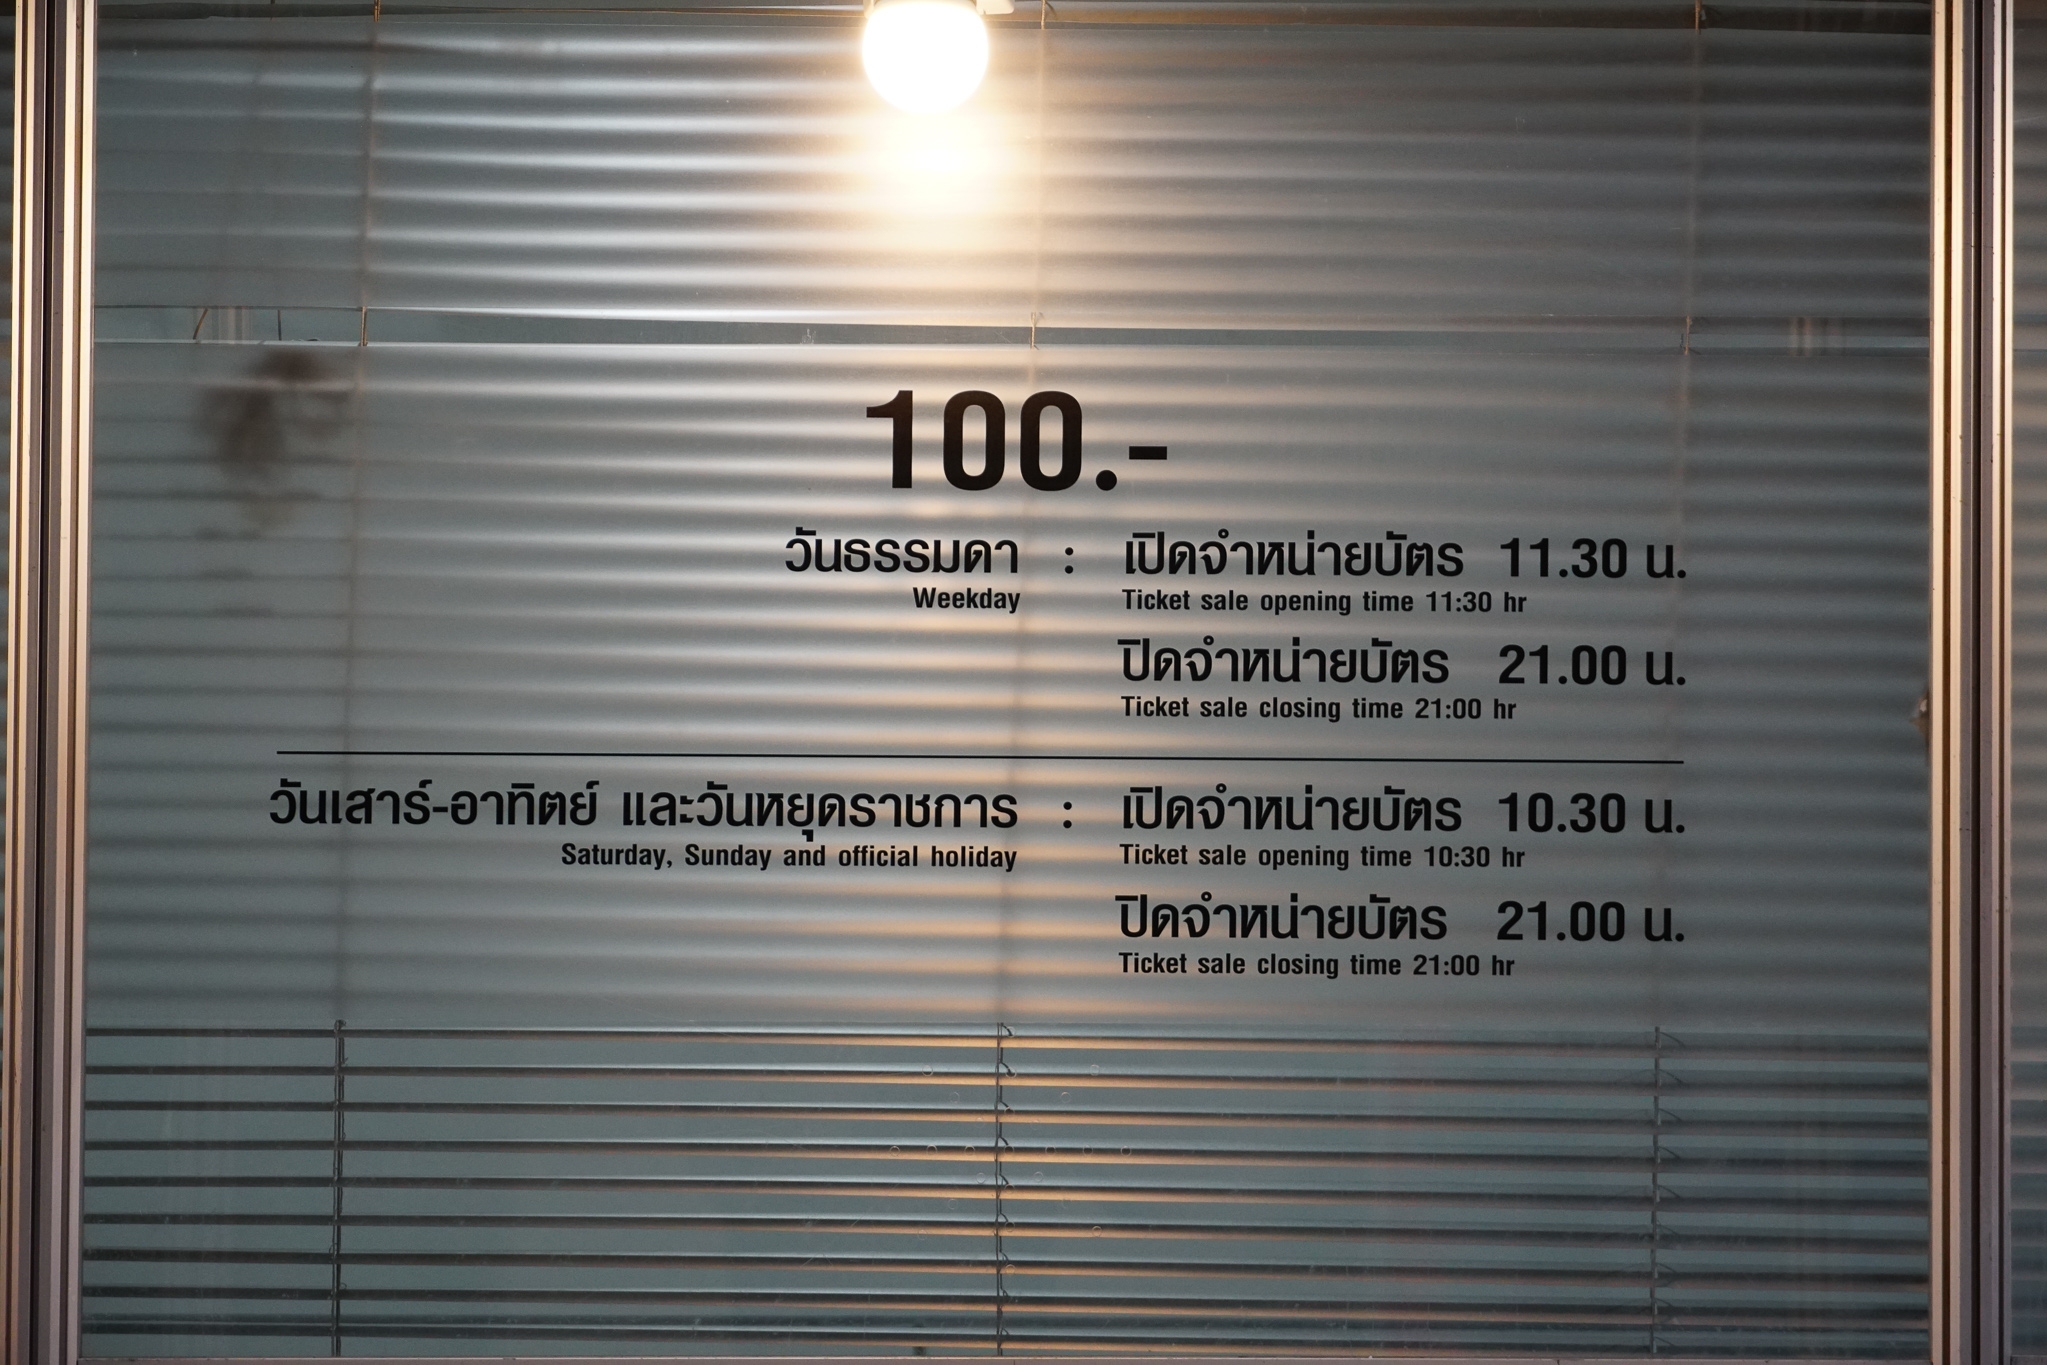 100.-
วันธรรมดา : เปิดจำหน่ายบัตร 11.30 น.
Weekday Ticket sale opening time 11:30 hr
ปิดจำหน่ายบัตร 21.00 น.
Ticket sale closing time 21:00 hr
วันเสาร์-อาทิตย์ และวันหยุดราชการ : เปิดจำหน่ายบัตร 10.30 น.
Saturday, Sunday and official holiday Ticket sale opening time 10:30 hr
ปิดจำหน่ายบัตร 21.00 น.
Ticket sale closing time 21:00 hr